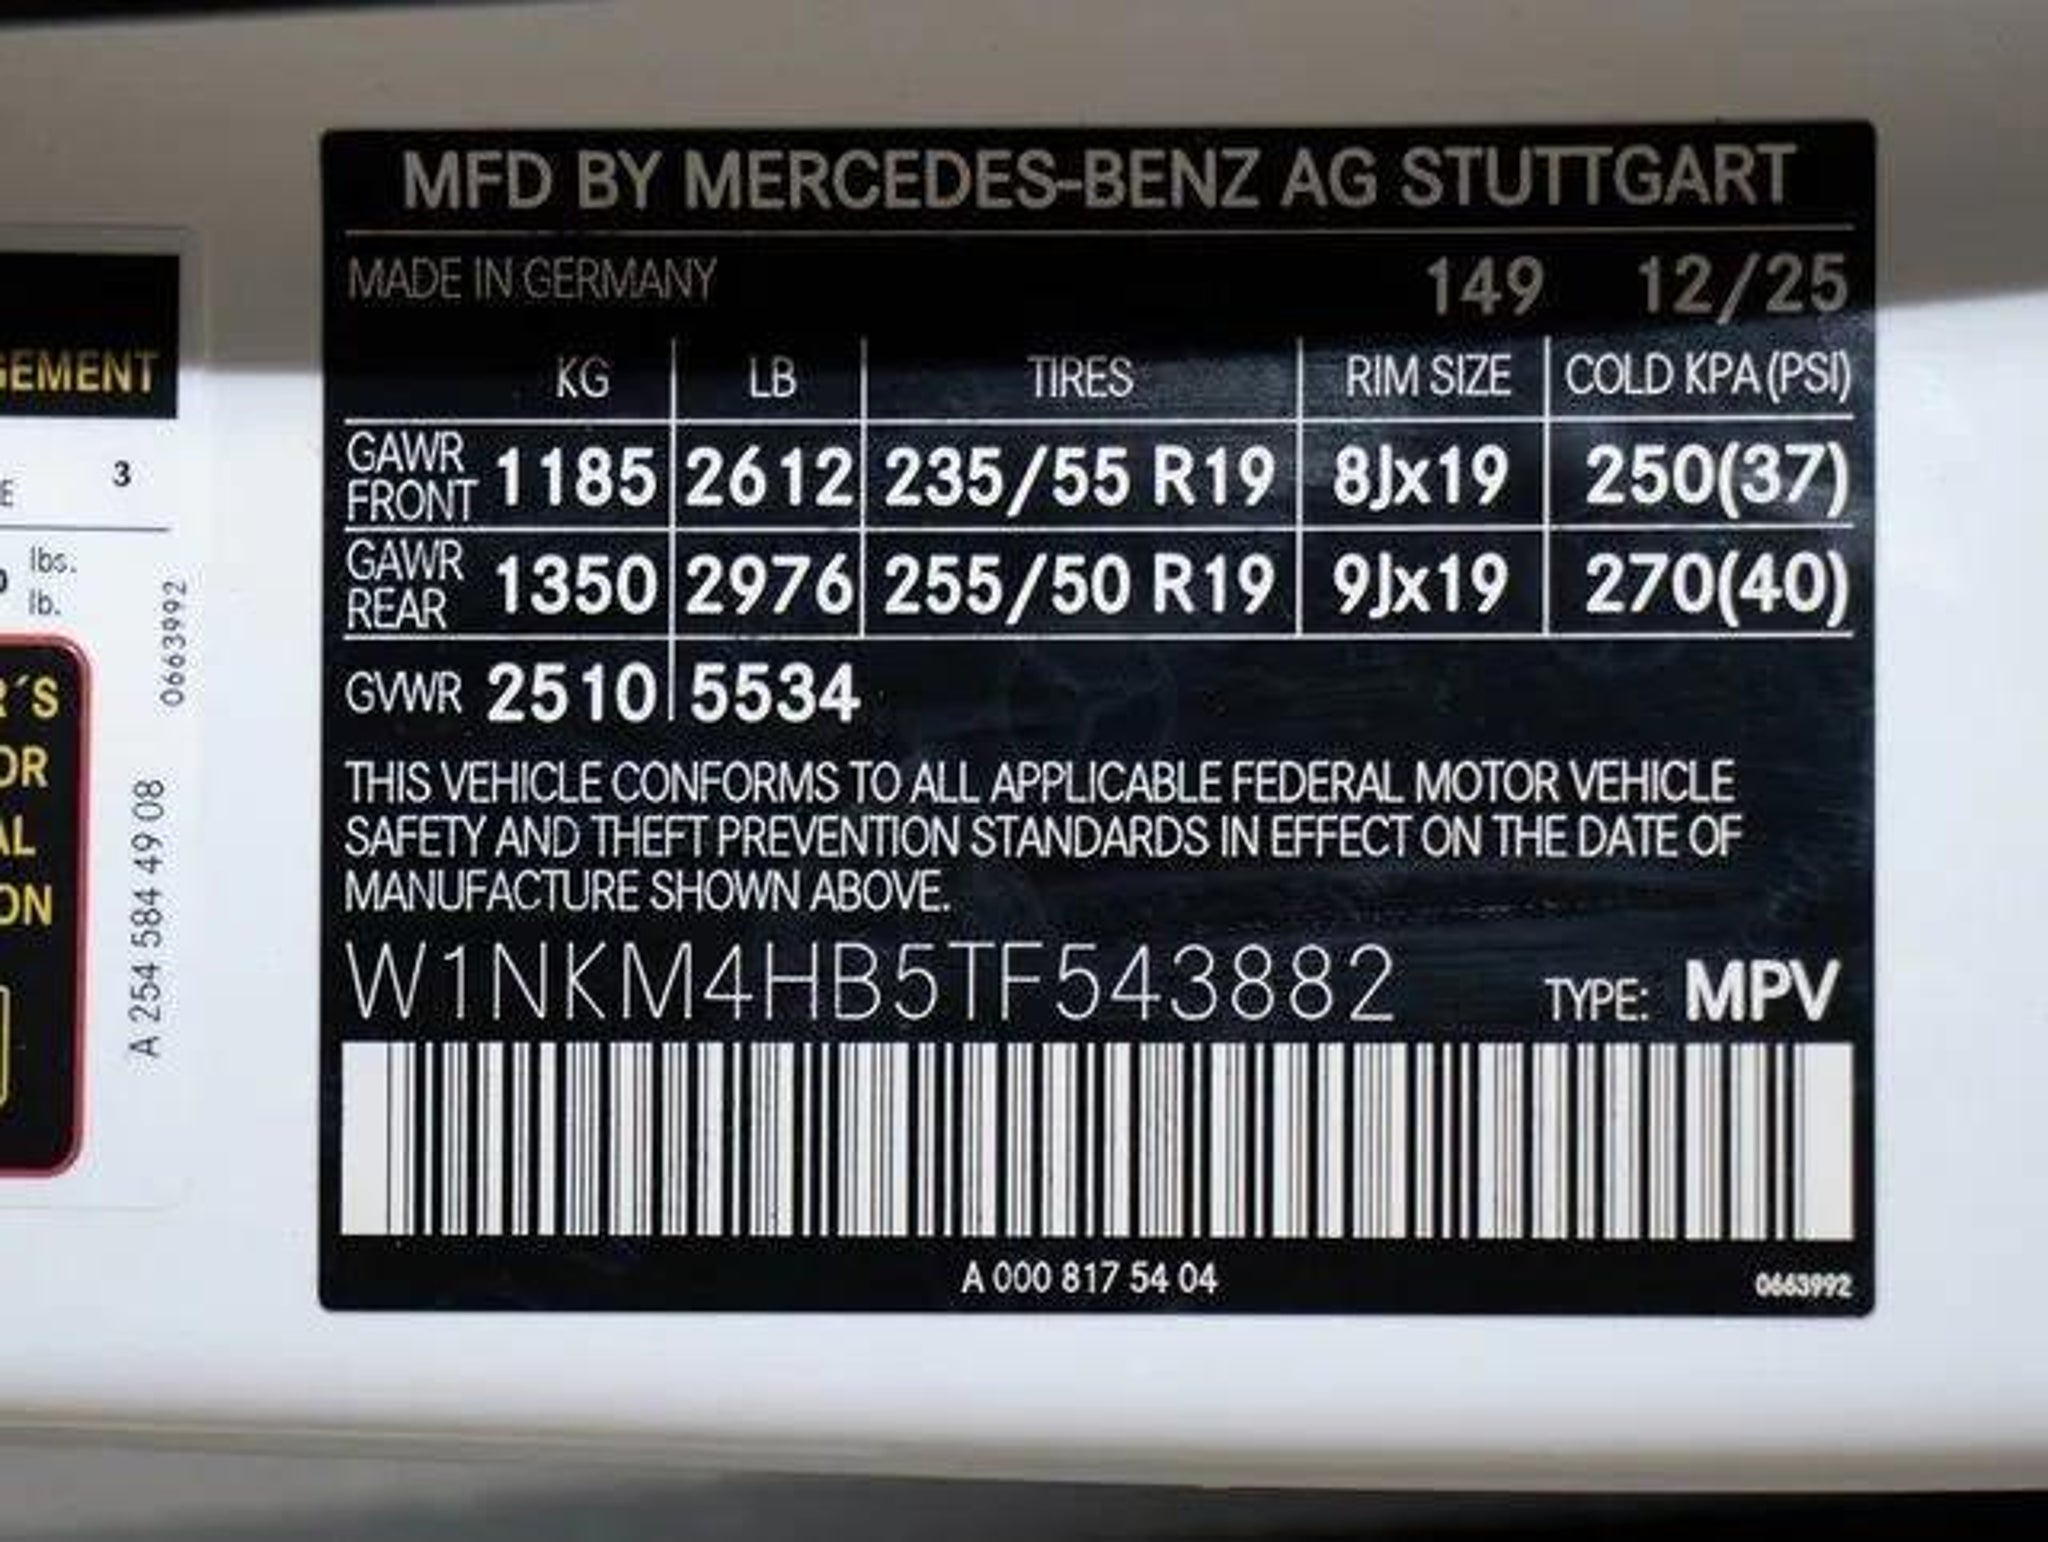 MFD BY MERCEDES-BENZ AG STUTTGART
MADE IN GERMANY 149 12/25
KG LB TIRES RIM SIZE COLD KPA (PSI)
GAWR FRONT 1185 2612 235/55 R19 8Jx19 250(37)
GAWR REAR 1350 2976 255/50 R19 9Jx19 270(40)
GVWR 2510 5534
THIS VEHICLE CONFORMS TO ALL APPLICABLE FEDERAL MOTOR VEHICLE
SAFETY AND THEFT PREVENTION STANDARDS IN EFFECT ON THE DATE OF
MANUFACTURE SHOWN ABOVE.
W1NKM4HB5TF543882 TYPE: MPV
A 000 817 54 04 0663992
GEMENT
E 3
lbs.
lb.
R´S
OR
AL
ON
A 254 584 49 08
0663992